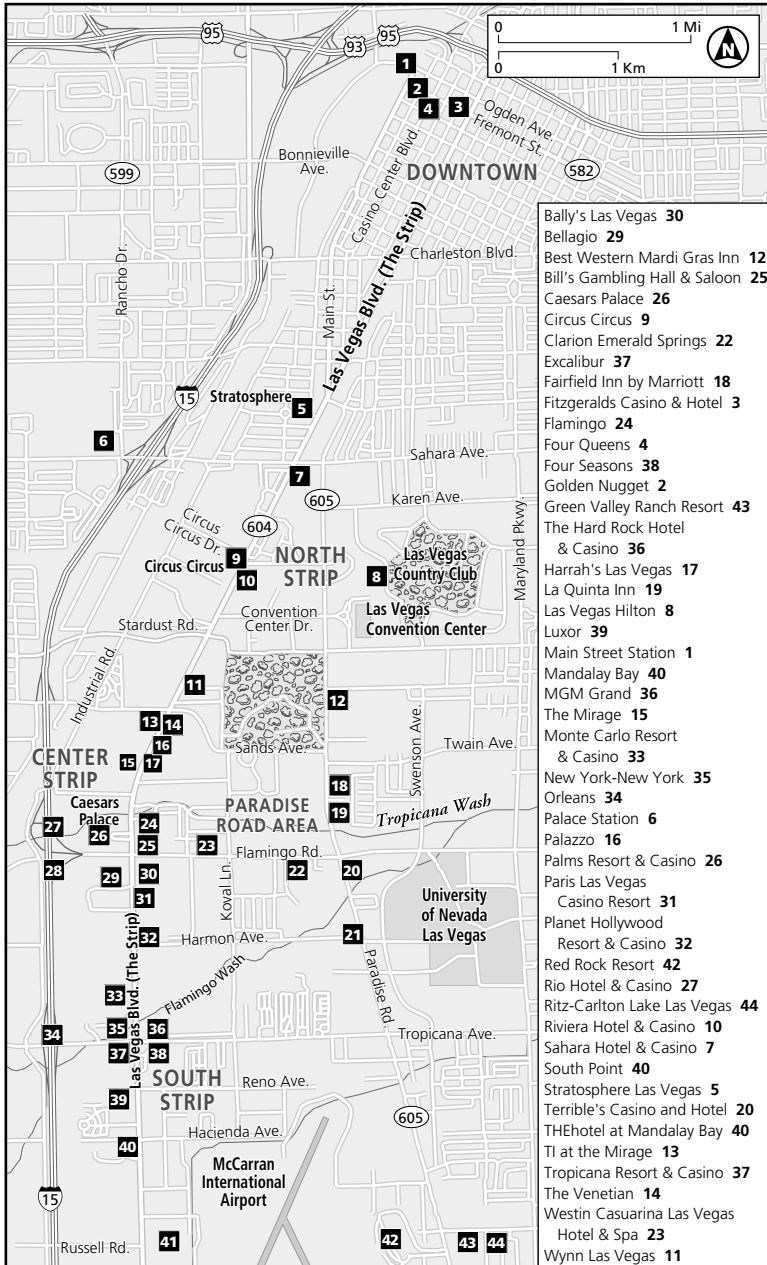 0 1 Mi
0 1 Km
N
95
93
95
1
2
4
3
Ogden Ave.
Fremont St.
Casino Center Blvd.
Bonnieville
Ave.
599
DOWNTOWN
582
Rancho Dr.
Main St.
Las Vegas Blvd. (The Strip)
Charleston Blvd.
15
Stratosphere
5
6
Sahara Ave.
7
605
Karen Ave.
Circus
Circus Dr.
604
Maryland Pkwy.
NORTH
STRIP
9
Circus Circus
10
8
Las Vegas
Country Club
Las Vegas
Convention Center
Convention
Center Dr.
Stardust Rd.
Industrial Rd.
11
12
13
14
16
15
17
Sands Ave.
Swenson Ave.
Twain Ave.
CENTER
STRIP
18
19
Tropicana Wash
Caesars
Palace
PARADISE
ROAD AREA
27
26
24
25
23
Flamingo Rd.
28
29
30
31
Koval Ln.
22
20
University
of Nevada
Las Vegas
32
Harmon Ave.
21
Las Vegas Blvd. (The Strip)
Flamingo Wash
Paradise Rd.
33
34
35
36
Tropicana Ave.
37
38
SOUTH
STRIP
Reno Ave.
39
605
Hacienda Ave.
40
McCarran
International
Airport
15
Russell Rd.
41
42
43
44
Bally's Las Vegas 30
Bellagio 29
Best Western Mardi Gras Inn 12
Bill's Gambling Hall & Saloon 25
Caesars Palace 26
Circus Circus 9
Clarion Emerald Springs 22
Excalibur 37
Fairfield Inn by Marriott 18
Fitzgeralds Casino & Hotel 3
Flamingo 24
Four Queens 4
Four Seasons 38
Golden Nugget 2
Green Valley Ranch Resort 43
The Hard Rock Hotel
& Casino 36
Harrah's Las Vegas 17
La Quinta Inn 19
Las Vegas Hilton 8
Luxor 39
Main Street Station 1
Mandalay Bay 40
MGM Grand 36
The Mirage 15
Monte Carlo Resort
& Casino 33
New York-New York 35
Orleans 34
Palace Station 6
Palazzo 16
Palms Resort & Casino 26
Paris Las Vegas
Casino Resort 31
Planet Hollywood
Resort & Casino 32
Red Rock Resort 42
Rio Hotel & Casino 27
Ritz-Carlton Lake Las Vegas 44
Riviera Hotel & Casino 10
Sahara Hotel & Casino 7
South Point 40
Stratosphere Las Vegas 5
Terrible's Casino and Hotel 20
THEhotel at Mandalay Bay 40
TI at the Mirage 13
Tropicana Resort & Casino 37
The Venetian 14
Westin Casuarina Las Vegas
Hotel & Spa 23
Wynn Las Vegas 11